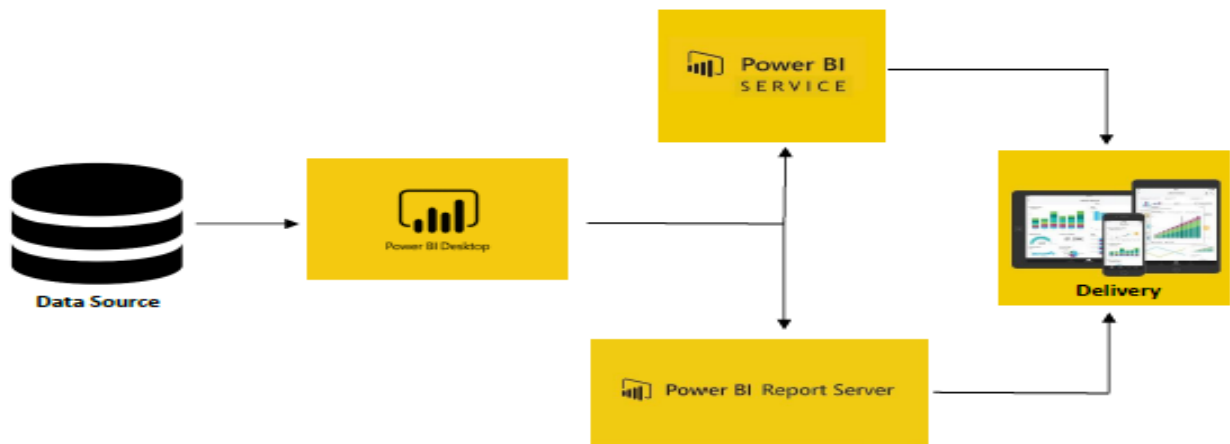 Power BI
SERVICE
Power BI Desktop
Data Source
Delivery
Power BI Report Server